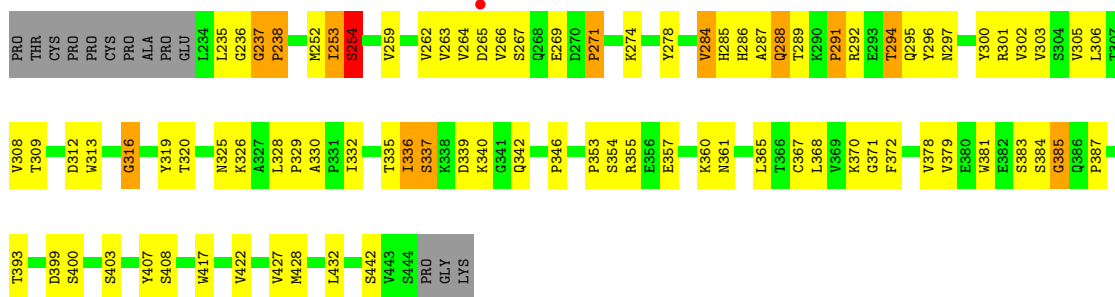 PRO THR CYS PRO PRO CYS PRO ALA PRO GLU L234 L235 G236 G237 P238 M252 I253 S254 V259 V262 V263 V264 D265 V266 S267 Q268 E269 D270 P271 K274 Y278 V284 H285 H286 A287 Q288 T289 K290 P291 R292 E293 T294 Q295 Y296 N297 Y300 R301 V302 V303 S304 V305 L306 T307
V308 T309 D312 W313 G316 Y319 T320 N325 K326 A327 L328 P329 A330 P331 I332 T335 I336 S337 K338 D339 K340 G341 Q342 P346 P353 S354 R355 E356 E357 K360 N361 L365 T366 C367 L368 V369 K370 G371 F372 V378 V379 E380 W381 E382 S383 S384 G385 Q386 P387
T393 D399 S400 S403 Y407 S408 W417 V422 V427 M428 L432 S442 V443 S444 PRO GLY LYS